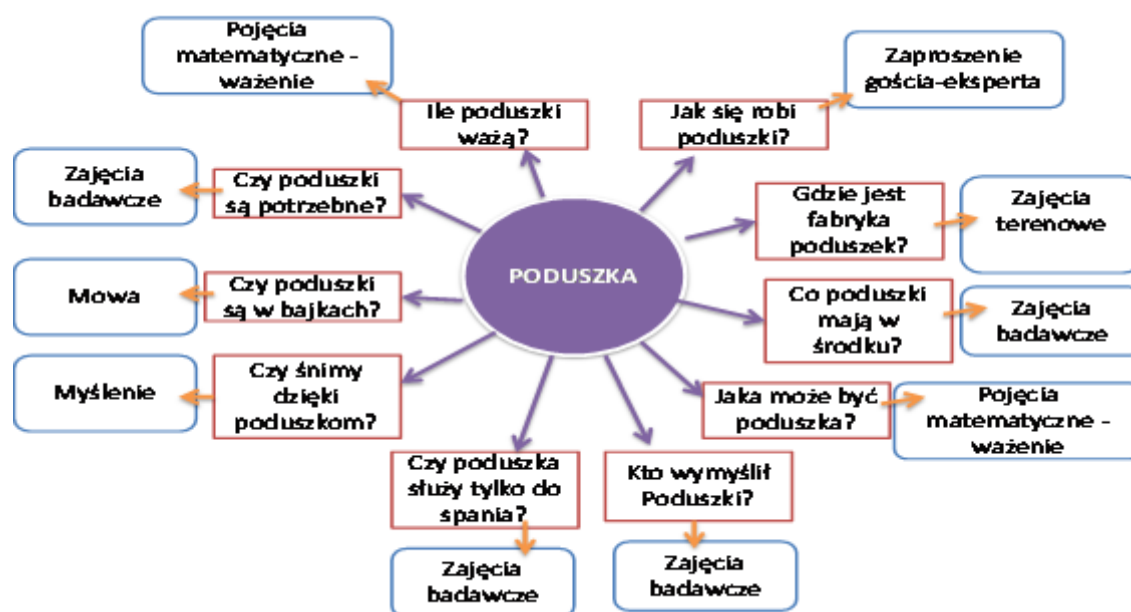 Pojęcia
matematyczne -
ważenie
Zaproszenie
gościa-eksperta
Ile poduszki
ważą?
Jak się robi
poduszki?
Zajęcia
badawcze
Czy poduszki
są potrzebne?
Gdzie jest
fabryka
poduszek?
Zajęcia
terenowe
PODUSZKA
Mowa
Czy poduszki
są w bajkach?
Co poduszki
mają w
środku?
Zajęcia
badawcze
Myślenie
Czy śnimy
dzięki
poduszkom?
Jaka może być
poduszka?
Pojęcia
matematyczne -
ważenie
Czy poduszka
służy tylko do
spania?
Kto wymyślił
Poduszki?
Zajęcia
badawcze
Zajęcia
badawcze